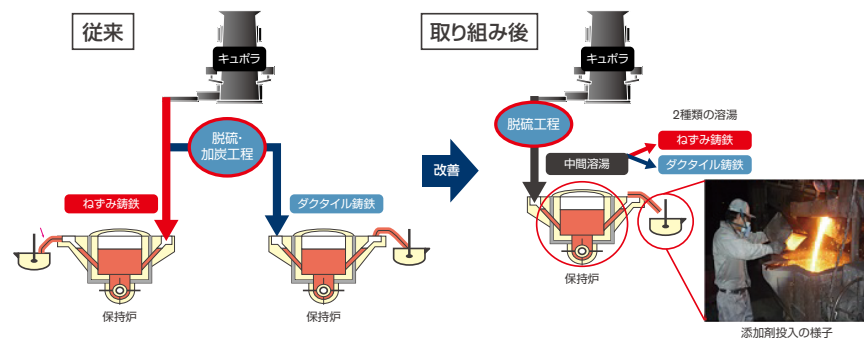 従来
キュポラ
脱硫・
加炭工程
ねずみ鋳鉄
ダクタイル鋳鉄
保持炉
保持炉
改善
取り組み後
キュポラ
脱硫工程
2種類の溶湯
中間溶湯
ねずみ鋳鉄
ダクタイル鋳鉄
保持炉
添加剤投入の様子